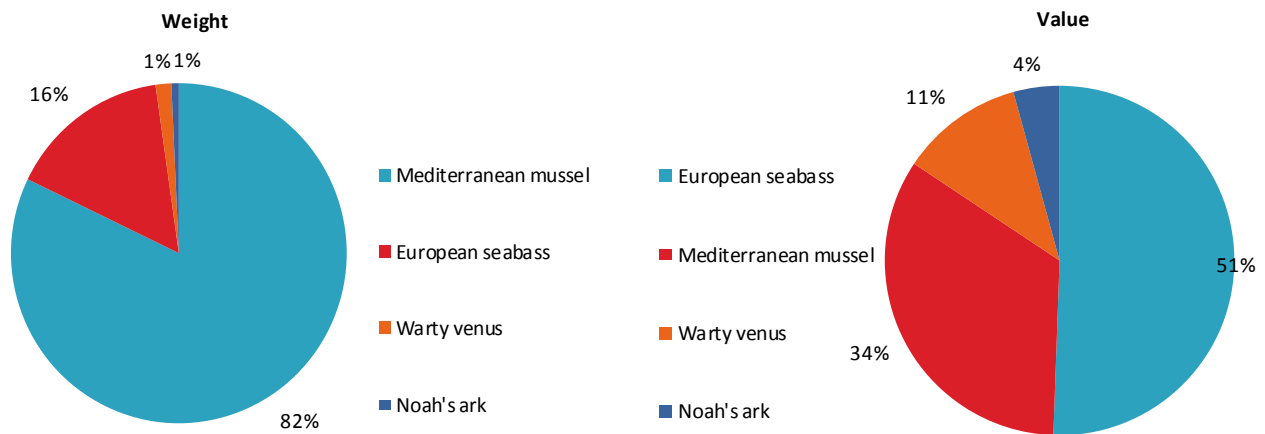 Weight
1% 1%
16%
82%
Mediterranean mussel
European seabass
Warty venus
Noah's ark
Value
4%
11%
51%
34%
European seabass
Mediterranean mussel
Warty venus
Noah's ark